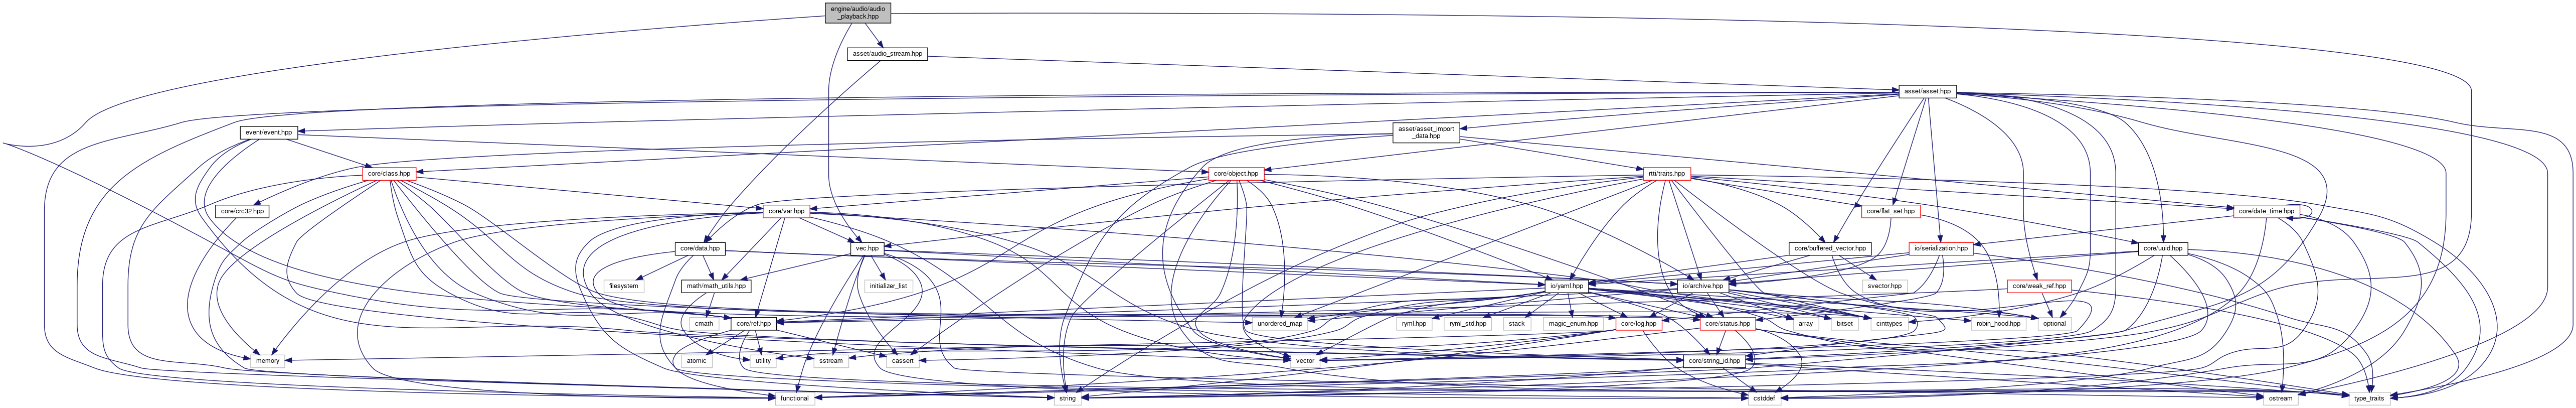 engine/audio/audio
_playback.hpp
asset/audio_stream.hpp
asset/asset.hpp
event/event.hpp
asset/asset_import
_data.hpp
core/class.hpp
core/object.hpp
rtti/traits.hpp
core/crc32.hpp
core/var.hpp
core/flat_set.hpp
core/date_time.hpp
core/data.hpp
vec.hpp
core/buffered_vector.hpp
io/serialization.hpp
core/uuid.hpp
filesystem
math/math_utils.hpp
initializer_list
io/yaml.hpp
io/archive.hpp
svector.hpp
core/weak_ref.hpp
cmath
core/ref.hpp
unordered_map
ryml.hpp
ryml_std.hpp
stack
magic_enum.hpp
core/log.hpp
core/status.hpp
array
bitset
cinttypes
robin_hood.hpp
optional
memory
atomic
utility
sstream
cassert
vector
core/string_id.hpp
functional
string
cstddef
ostream
type_traits